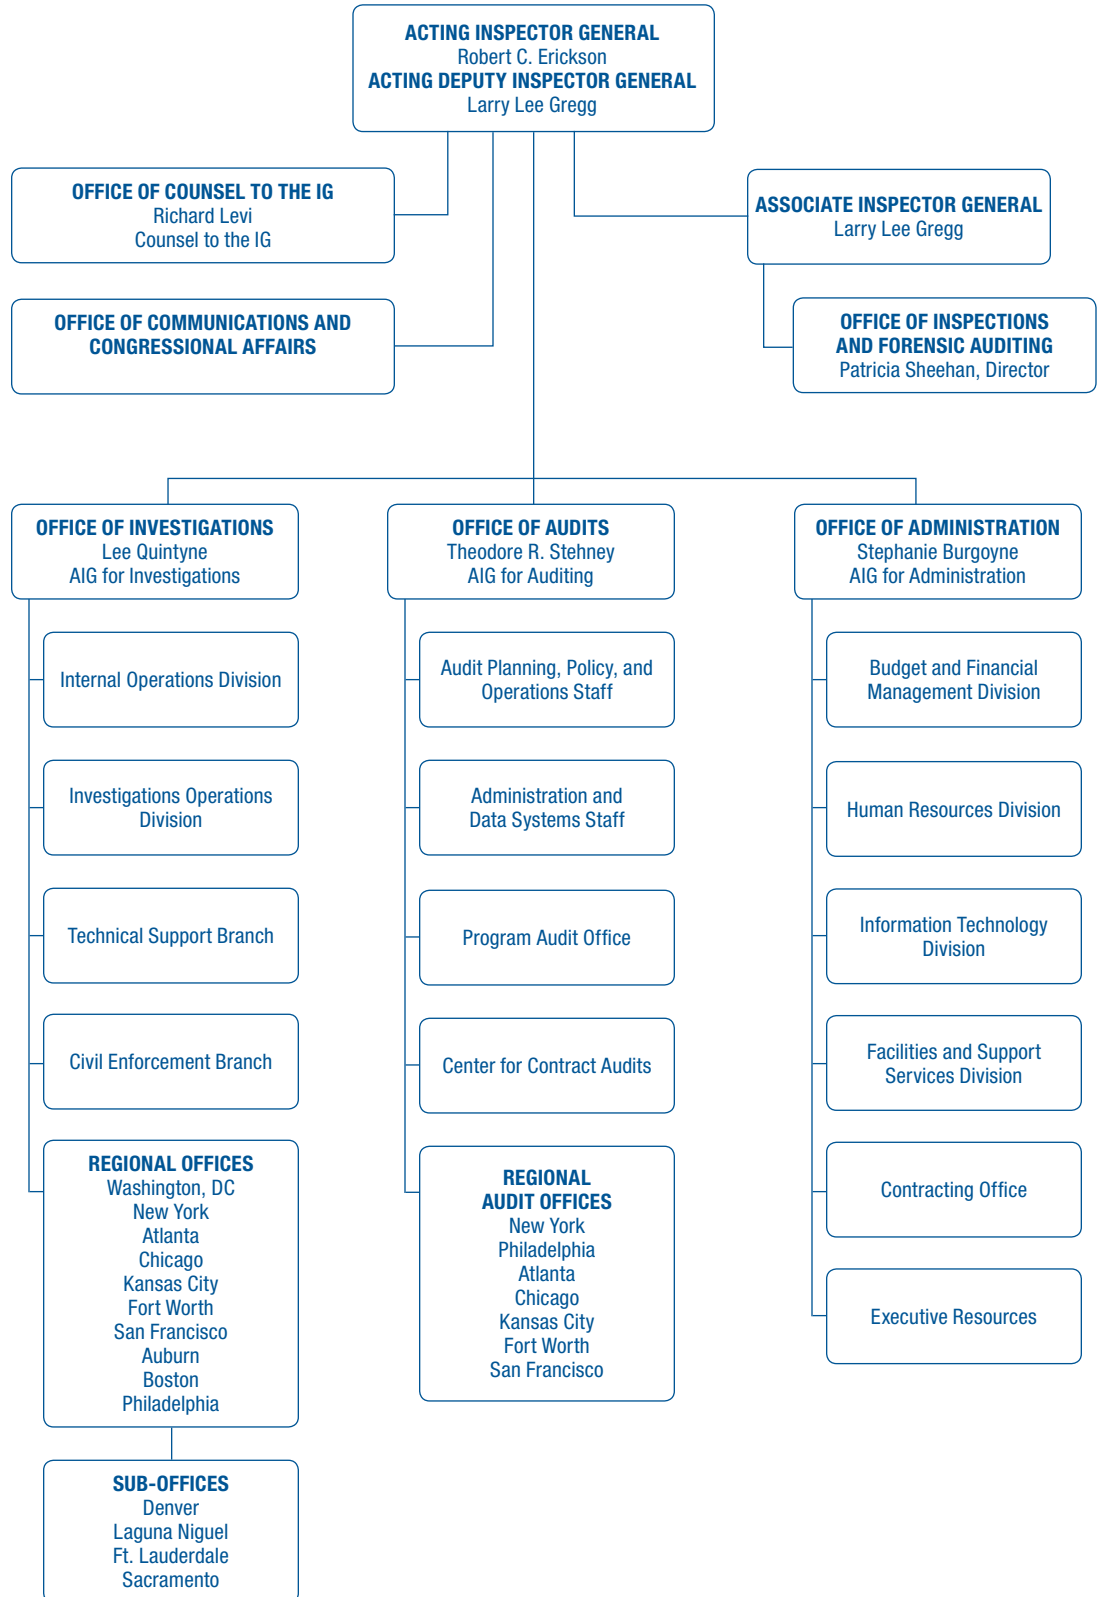 ACTING INSPECTOR GENERAL
Robert C. Erickson
ACTING DEPUTY INSPECTOR GENERAL
Larry Lee Gregg
OFFICE OF COUNSEL TO THE IG
Richard Levi
Counsel to the IG
ASSOCIATE INSPECTOR GENERAL
Larry Lee Gregg
OFFICE OF COMMUNICATIONS AND
CONGRESSIONAL AFFAIRS
OFFICE OF INSPECTIONS
AND FORENSIC AUDITING
Patricia Sheehan, Director
OFFICE OF INVESTIGATIONS
Lee Quintyne
AIG for Investigations
Internal Operations Division
Investigations Operations
Division
Technical Support Branch
Civil Enforcement Branch
REGIONAL OFFICES
Washington, DC
New York
Atlanta
Chicago
Kansas City
Fort Worth
San Francisco
Auburn
Boston
Philadelphia
SUB-OFFICES
Denver
Laguna Niguel
Ft. Lauderdale
Sacramento
OFFICE OF AUDITS
Theodore R. Stehney
AIG for Auditing
Audit Planning, Policy, and
Operations Staff
Administration and
Data Systems Staff
Program Audit Office
Center for Contract Audits
REGIONAL
AUDIT OFFICES
New York
Philadelphia
Atlanta
Chicago
Kansas City
Fort Worth
San Francisco
OFFICE OF ADMINISTRATION
Stephanie Burgoyne
AIG for Administration
Budget and Financial
Management Division
Human Resources Division
Information Technology
Division
Facilities and Support
Services Division
Contracting Office
Executive Resources